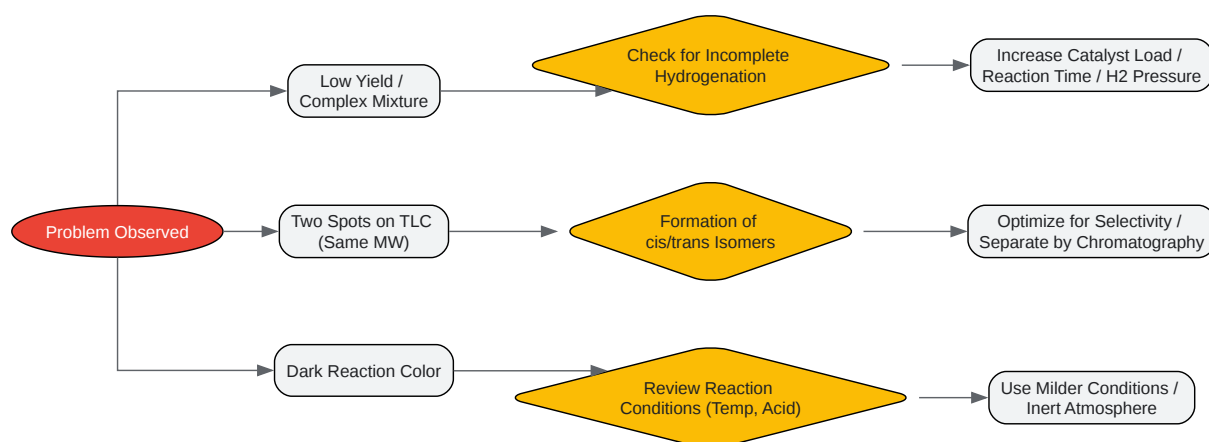 Problem Observed
Low Yield /
Complex Mixture
Check for Incomplete
Hydrogenation
Increase Catalyst Load /
Reaction Time / H2 Pressure
Two Spots on TLC
(Same MW)
Formation of
cis/trans Isomers
Optimize for Selectivity /
Separate by Chromatography
Dark Reaction Color
Review Reaction
Conditions (Temp, Acid)
Use Milder Conditions /
Inert Atmosphere